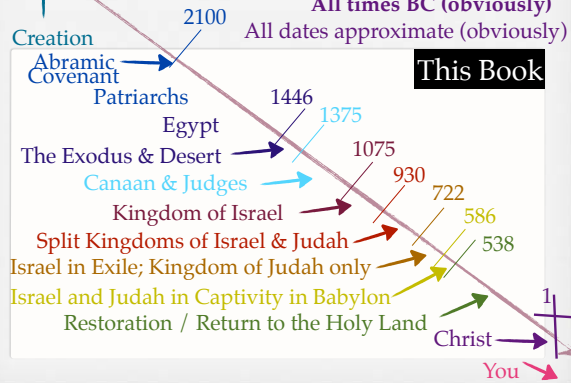 All times BC (obviously)
All dates approximate (obviously)
Creation
2100
This Book
Abramic
Covenant
Patriarchs
1446
Egypt
1375
The Exodus & Desert
1075
Canaan & Judges
930
Kingdom of Israel
722
Split Kingdoms of Israel & Judah
586
538
Israel in Exile; Kingdom of Judah only
Israel and Judah in Captivity in Babylon
1
Restoration / Return to the Holy Land
Christ
You